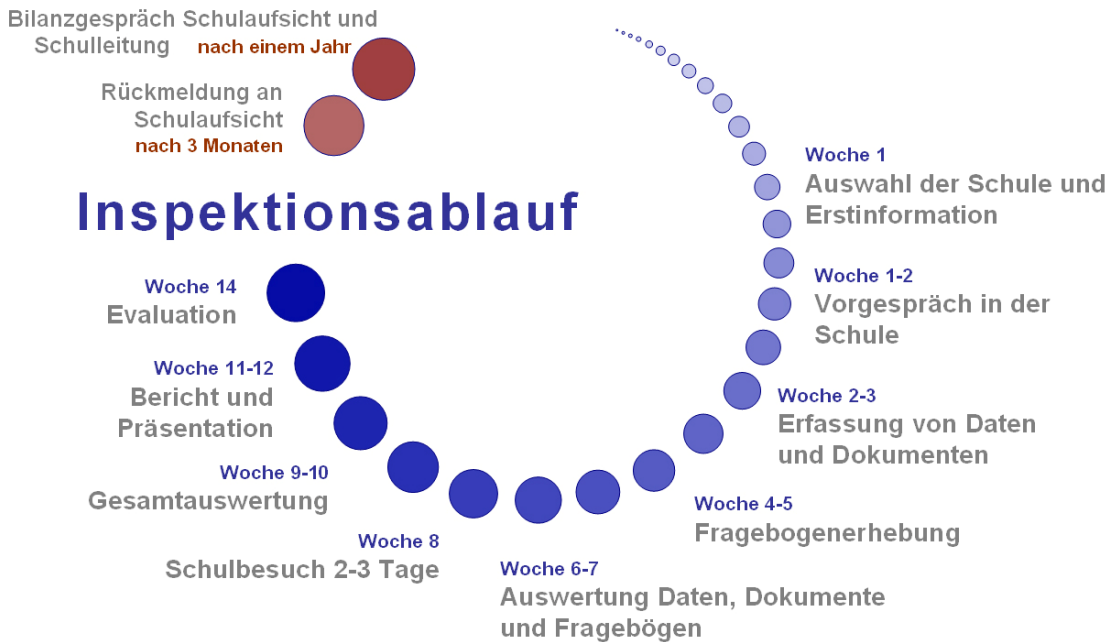 Bilanzgespräch Schulaufsicht und
Schulleitung nach einem Jahr
Rückmeldung an
Schulaufsicht
nach 3 Monaten
Inspektionsablauf
Woche 1
Auswahl der Schule und
Erstinformation
Woche 1-2
Vorgespräch in der
Schule
Woche 2-3
Erfassung von Daten
und Dokumenten
Woche 4-5
Fragebogenerhebung
Woche 6-7
Auswertung Daten, Dokumente
und Fragebögen
Woche 8
Schulbesuch 2-3 Tage
Woche 9-10
Gesamtauswertung
Woche 11-12
Bericht und
Präsentation
Woche 14
Evaluation